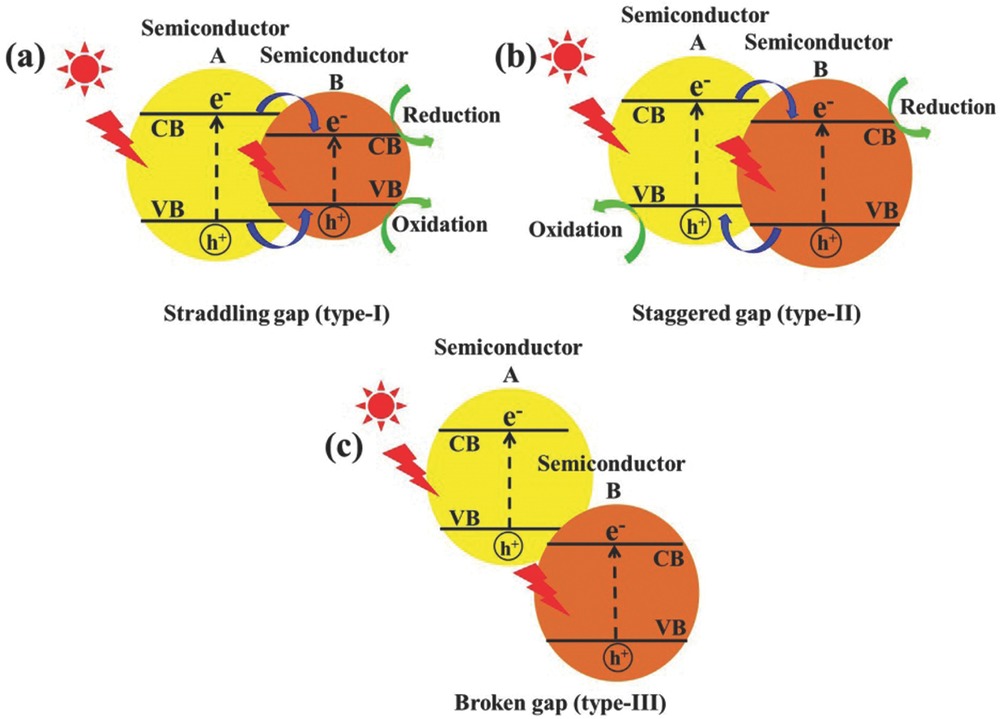 (a)
Semiconductor
A
Semiconductor
B
e-
CB
e-
CB
Reduction
VB
h+
VB
h+
Oxidation
Straddling gap (type-I)
(b)
Semiconductor
A
Semiconductor
B
e-
CB
e-
CB
Reduction
VB
h+
VB
h+
Oxidation
Staggered gap (type-II)
(c)
Semiconductor
A
e-
CB
VB
h+
Semiconductor
B
e-
CB
VB
h+
Broken gap (type-III)